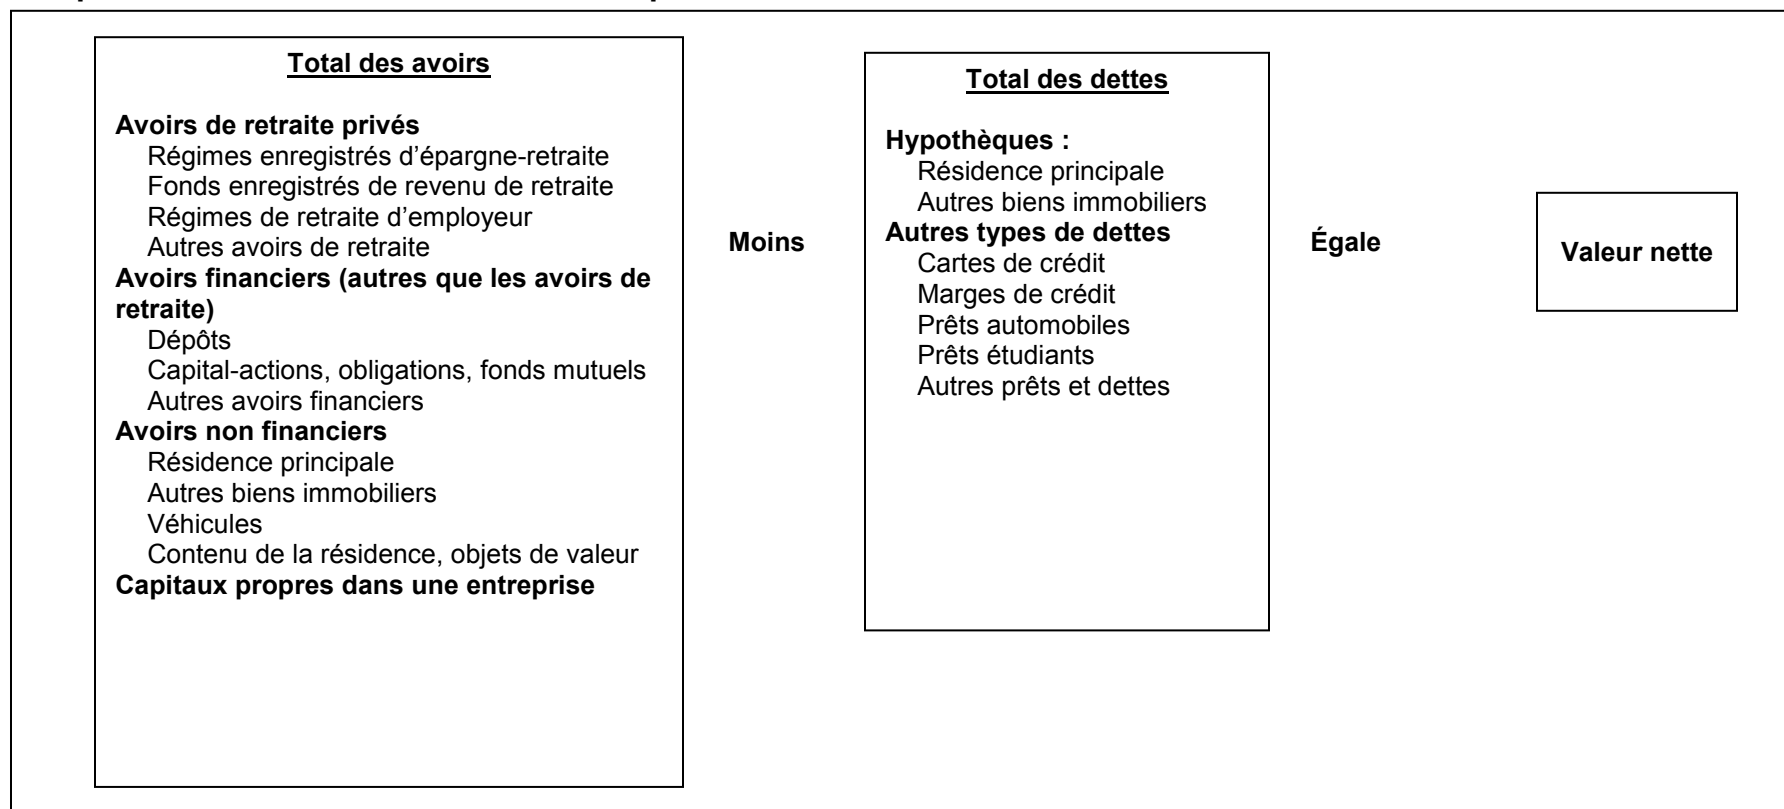 Total des avoirs
Avoirs de retraite privés
Régimes enregistrés d'épargne-retraite
Fonds enregistrés de revenu de retraite
Régimes de retraite d'employeur
Autres avoirs de retraite
Avoirs financiers (autres que les avoirs de
retraite)
Dépôts
Capital-actions, obligations, fonds mutuels
Autres avoirs financiers
Avoirs non financiers
Résidence principale
Autres biens immobiliers
Véhicules
Contenu de la résidence, objets de valeur
Capitaux propres dans une entreprise
Moins
Total des dettes
Hypothèques :
Résidence principale
Autres biens immobiliers
Autres types de dettes
Cartes de crédit
Marges de crédit
Prêts automobiles
Prêts étudiants
Autres prêts et dettes
Égale
Valeur nette